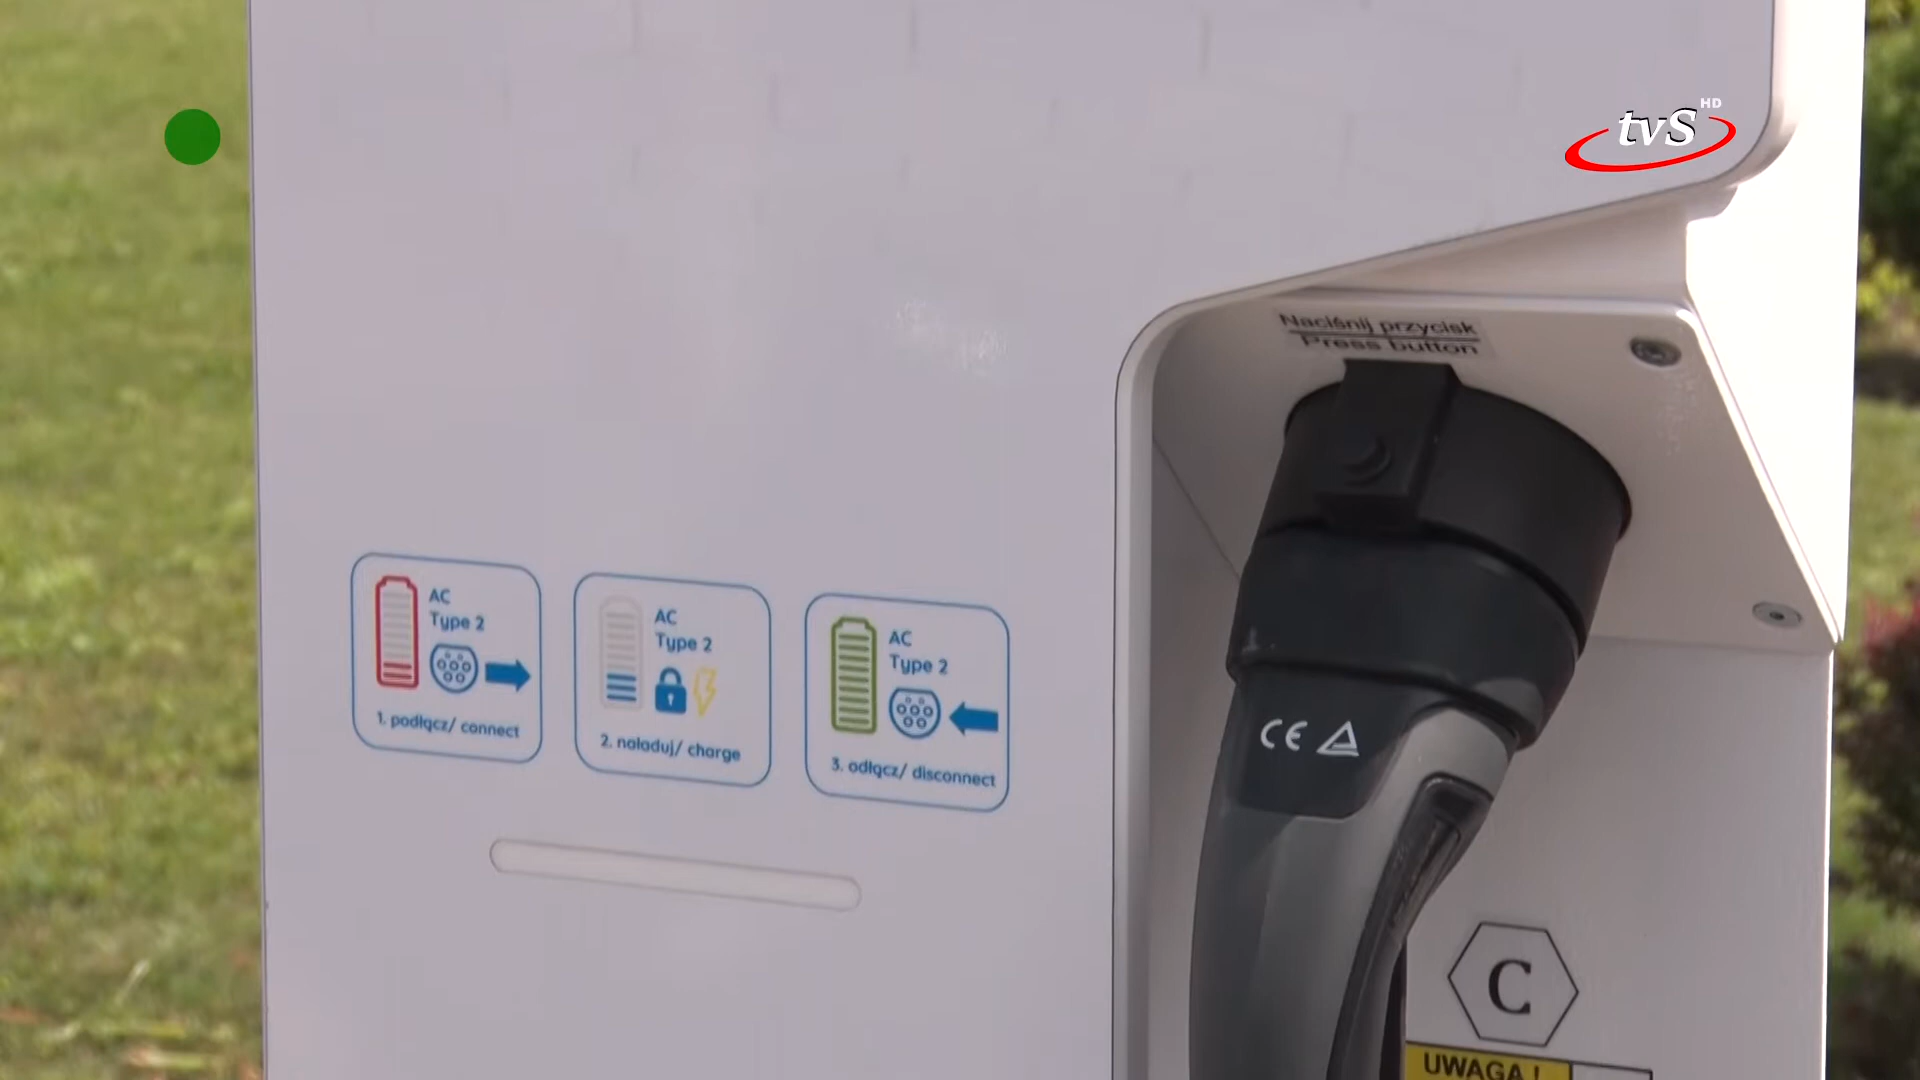 tvS HD
Naciśnij przycisk
Press button
AC
Type 2
1. podłącz/ connect
AC
Type 2
2. naładuj/ charge
AC
Type 2
3. odłącz/ disconnect
CE
C
UWAGA !